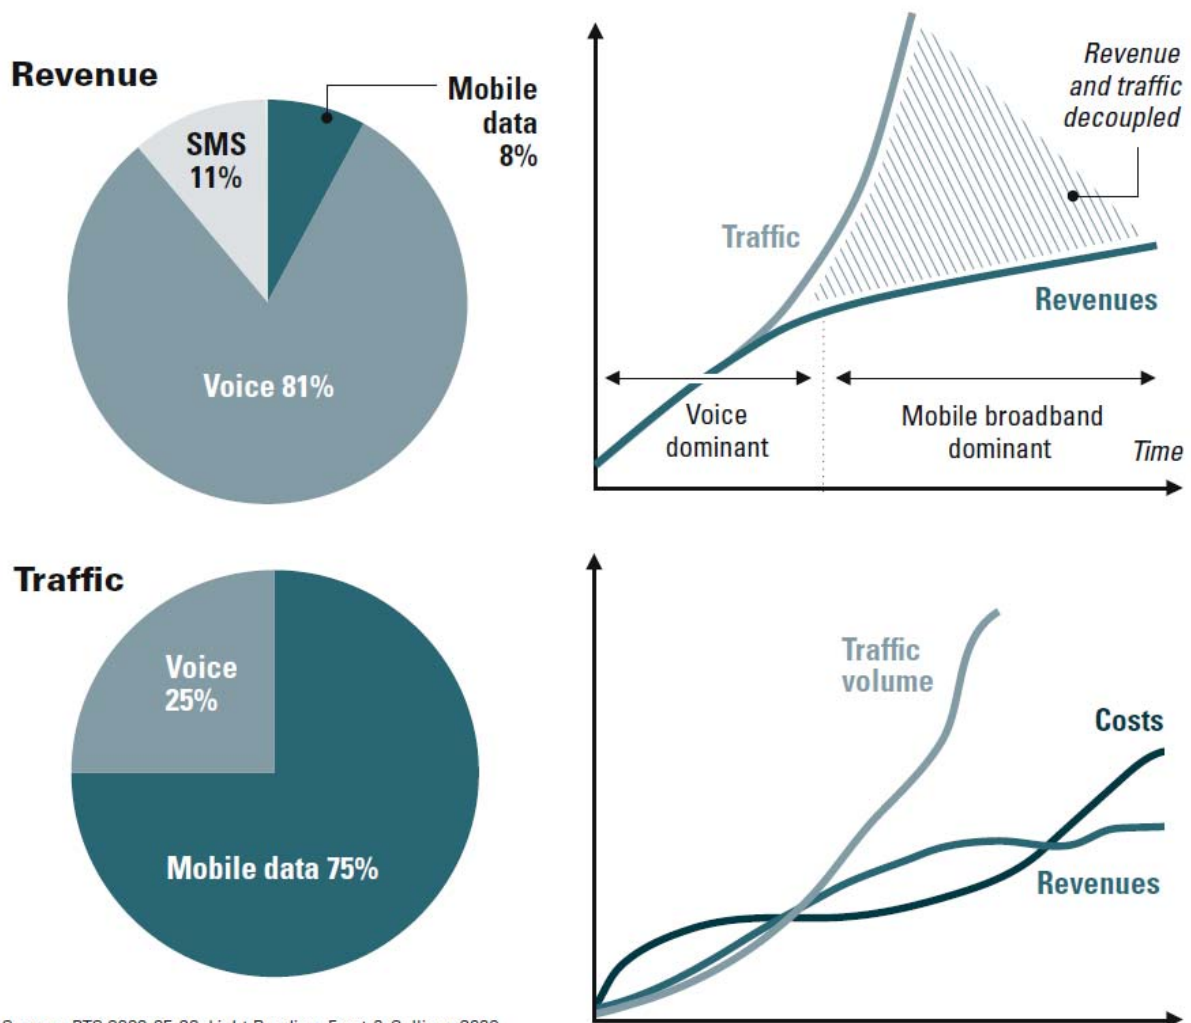 Revenue
Mobile
data
8%
SMS
11%
Voice 81%
Revenue
and traffic
decoupled
Traffic
Revenues
Voice
dominant
Mobile broadband
dominant
Time
Traffic
Voice
25%
Mobile data 75%
Traffic
volume
Costs
Revenues